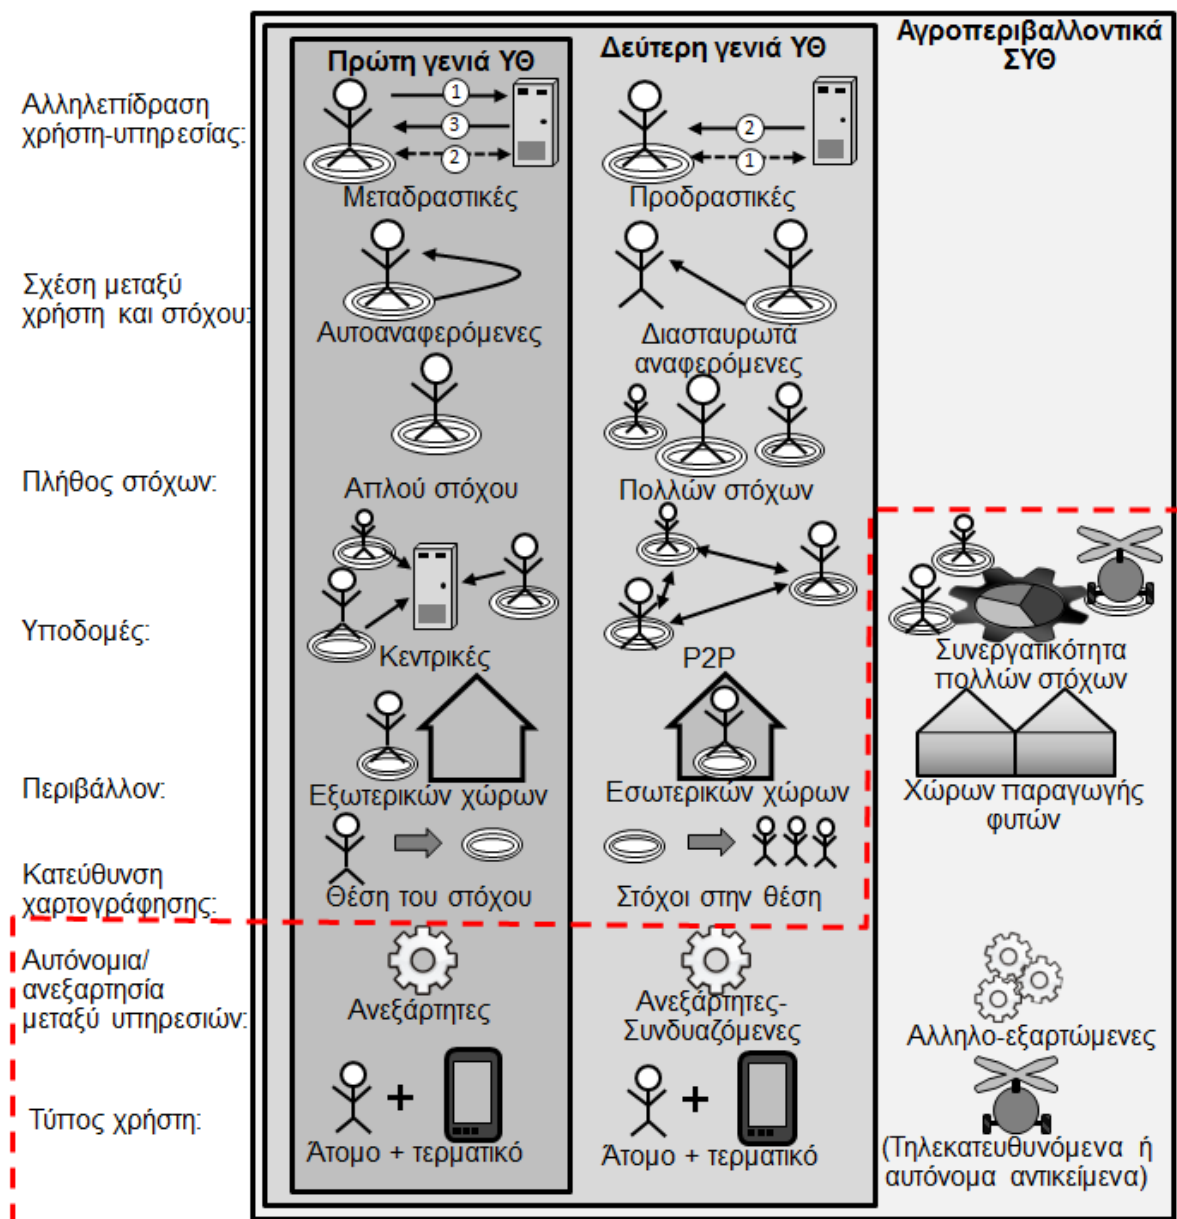 Πρώτη γενιά ΥΘ
Δεύτερη γενιά ΥΘ
Αγροπεριβαλλοντικά
ΣΥΘ
Αλληλεπίδραση
χρήστη-υπηρεσίας:
1
3
2
Μεταδραστικές
2
1
Προδραστικές
Σχέση μεταξύ
χρήστη και στόχου:
Αυτοαναφερόμενες
Διασταυρωτά
αναφερόμενες
Πλήθος στόχων:
Απλού στόχου
Πολλών στόχων
Υποδομές:
Κεντρικές
P2P
Συνεργατικότητα
πολλών στόχων
Περιβάλλον:
Εξωτερικών χώρων
Εσωτερικών χώρων
Χώρων παραγωγής
φυτών
Κατεύθυνση
χαρτογράφησης:
Θέση του στόχου
Στόχοι στην θέση
Αυτόνομια/
ανεξαρτησία
μεταξύ υπηρεσιών:
Ανεξάρτητες
Ανεξάρτητες-
Συνδυαζόμενες
Αλληλο-εξαρτώμενες
Τύπος χρήστη:
Άτομο + τερματικό
Άτομο + τερματικό
(Τηλεκατευθυνόμενα ή
αυτόνομα αντικείμενα)